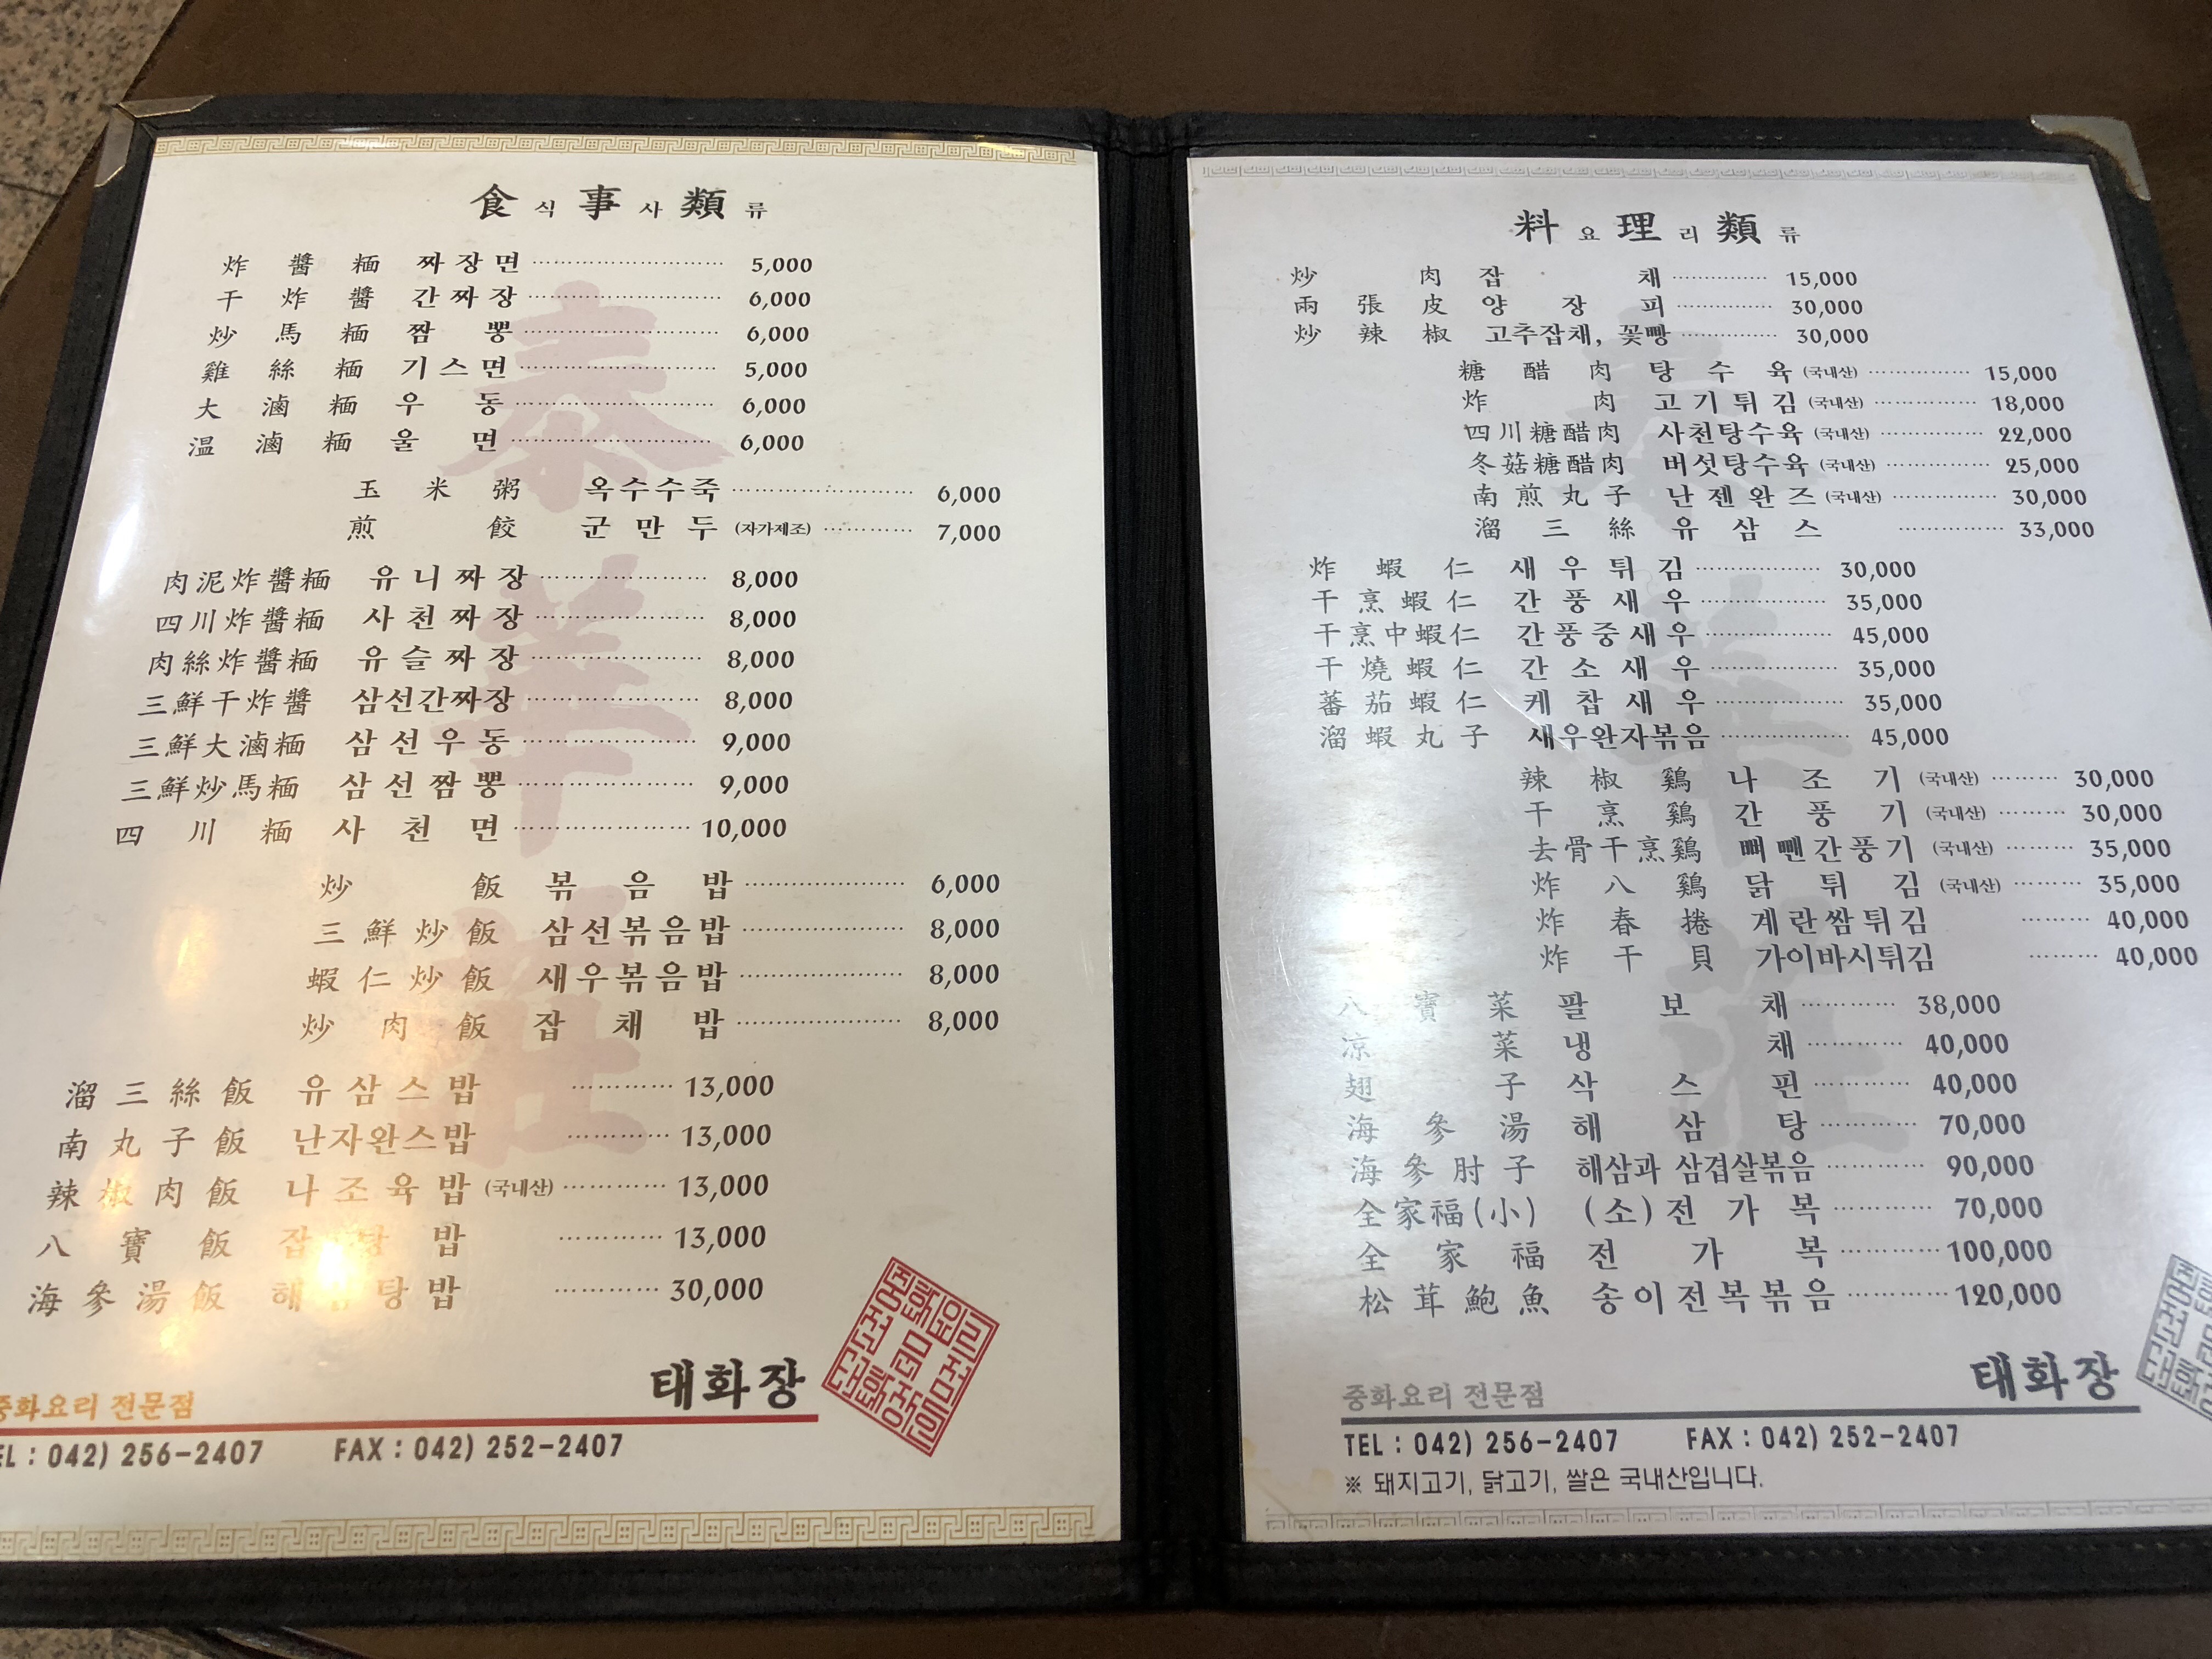 食 식 事 사 類 류
炸醬麵 짜장면 5,000
干炸醬 간짜장 6,000
炒馬麵 짬뽕 6,000
雞絲麵 기스면 5,000
大滷麵 우동 6,000
溫滷麵 울면 6,000
玉米粥 옥수수죽 6,000
煎餃 군만두 (자가제조) 7,000
肉泥炸醬麵 유니짜장 8,000
四川炸醬麵 사천짜장 8,000
肉絲炸醬麵 유슬짜장 8,000
三鮮干炸醬 삼선간짜장 8,000
三鮮大滷麵 삼선우동 9,000
三鮮炒馬麵 삼선짬뽕 9,000
四川麵 사천면 10,000
炒飯 볶음밥 6,000
三鮮炒飯 삼선볶음밥 8,000
蝦仁炒飯 새우볶음밥 8,000
炒肉飯 잡채밥 8,000
溜三絲飯 유삼스밥 13,000
南丸子飯 난자완스밥 13,000
辣椒肉飯 나조육밥 (국내산) 13,000
八寶飯 잡탕밥 13,000
海參湯飯 해삼탕밥 30,000
태화장
중화요리 전문점
TEL : 042) 256-2407 FAX : 042) 252-2407
料 요 理 리 類 류
炒肉 잡채 15,000
兩張皮 양장피 30,000
炒辣椒 고추잡채, 꽃빵 30,000
糖醋肉 탕수육 (국내산) 15,000
炸肉 고기튀김 (국내산) 18,000
四川糖醋肉 사천탕수육 (국내산) 22,000
冬菇糖醋肉 버섯탕수육 (국내산) 25,000
南煎丸子 난젠완즈 (국내산) 30,000
溜三絲 유삼스 33,000
炸蝦仁 새우튀김 30,000
干烹蝦仁 간풍새우 35,000
干烹中蝦仁 간풍중새우 45,000
干燒蝦仁 간소새우 35,000
蕃茄蝦仁 케찹새우 35,000
溜蝦丸子 새우완자볶음 45,000
辣椒鷄 나조기 (국내산) 30,000
干烹鷄 간풍기 (국내산) 30,000
去骨干烹鷄 뼈뺀간풍기 (국내산) 35,000
炸八鷄 닭튀김 (국내산) 35,000
炸春捲 계란쌈튀김 40,000
炸干貝 가이바시튀김 40,000
八寶菜 팔보채 38,000
凉菜 냉채 40,000
翅子 삭스핀 40,000
海參湯 해삼탕 70,000
海參肘子 해삼과 삼겹살볶음 90,000
全家福(小) (소)전가복 70,000
全家福 전가복 100,000
松茸鮑魚 송이전복볶음 120,000
태화장
중화요리 전문점
TEL : 042) 256-2407 FAX : 042) 252-2407
※ 돼지고기, 닭고기, 쌀은 국내산입니다.
泰華莊